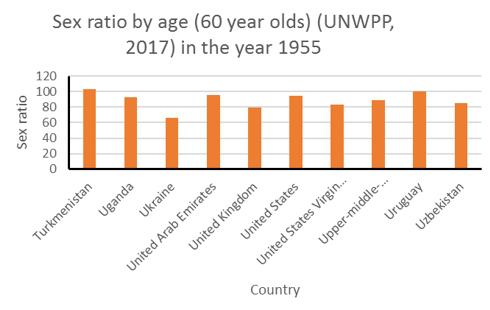 Sex ratio by age (60 year olds) (UNWPP,
2017) in the year 1955
Sex ratio
120
100
80
60
40
20
0
Turkmenistan
Uganda
Ukraine
United Arab Emirates
United Kingdom
United States
United States Virgin...
Upper-middle-...
Uruguay
Uzbekistan
Country